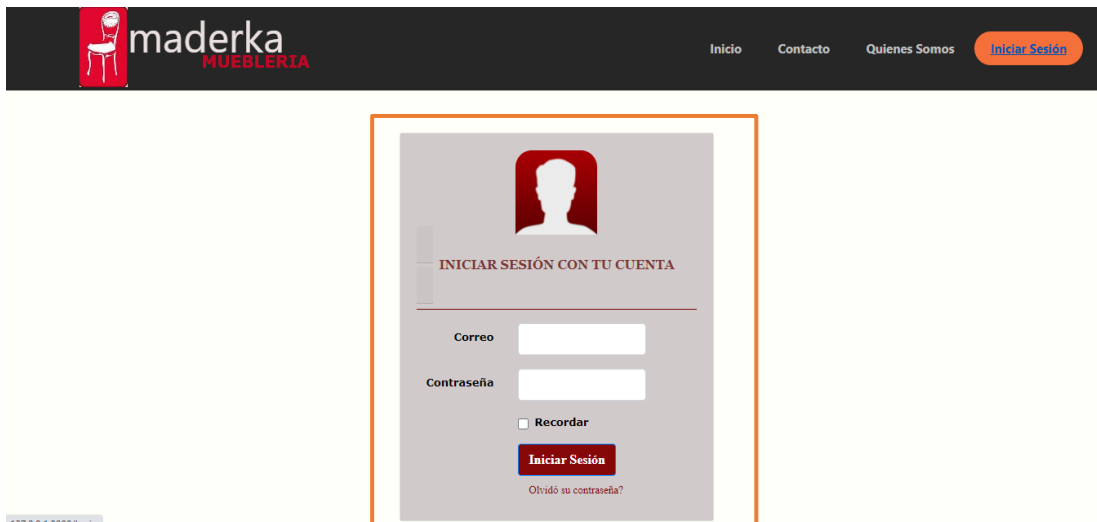 maderka
MUEBLERIA
Inicio Contacto Quienes Somos Iniciar Sesión
INICIAR SESIÓN CON TU CUENTA
Correo
Contraseña
Recordar
Iniciar Sesión
Olvidó su contraseña?